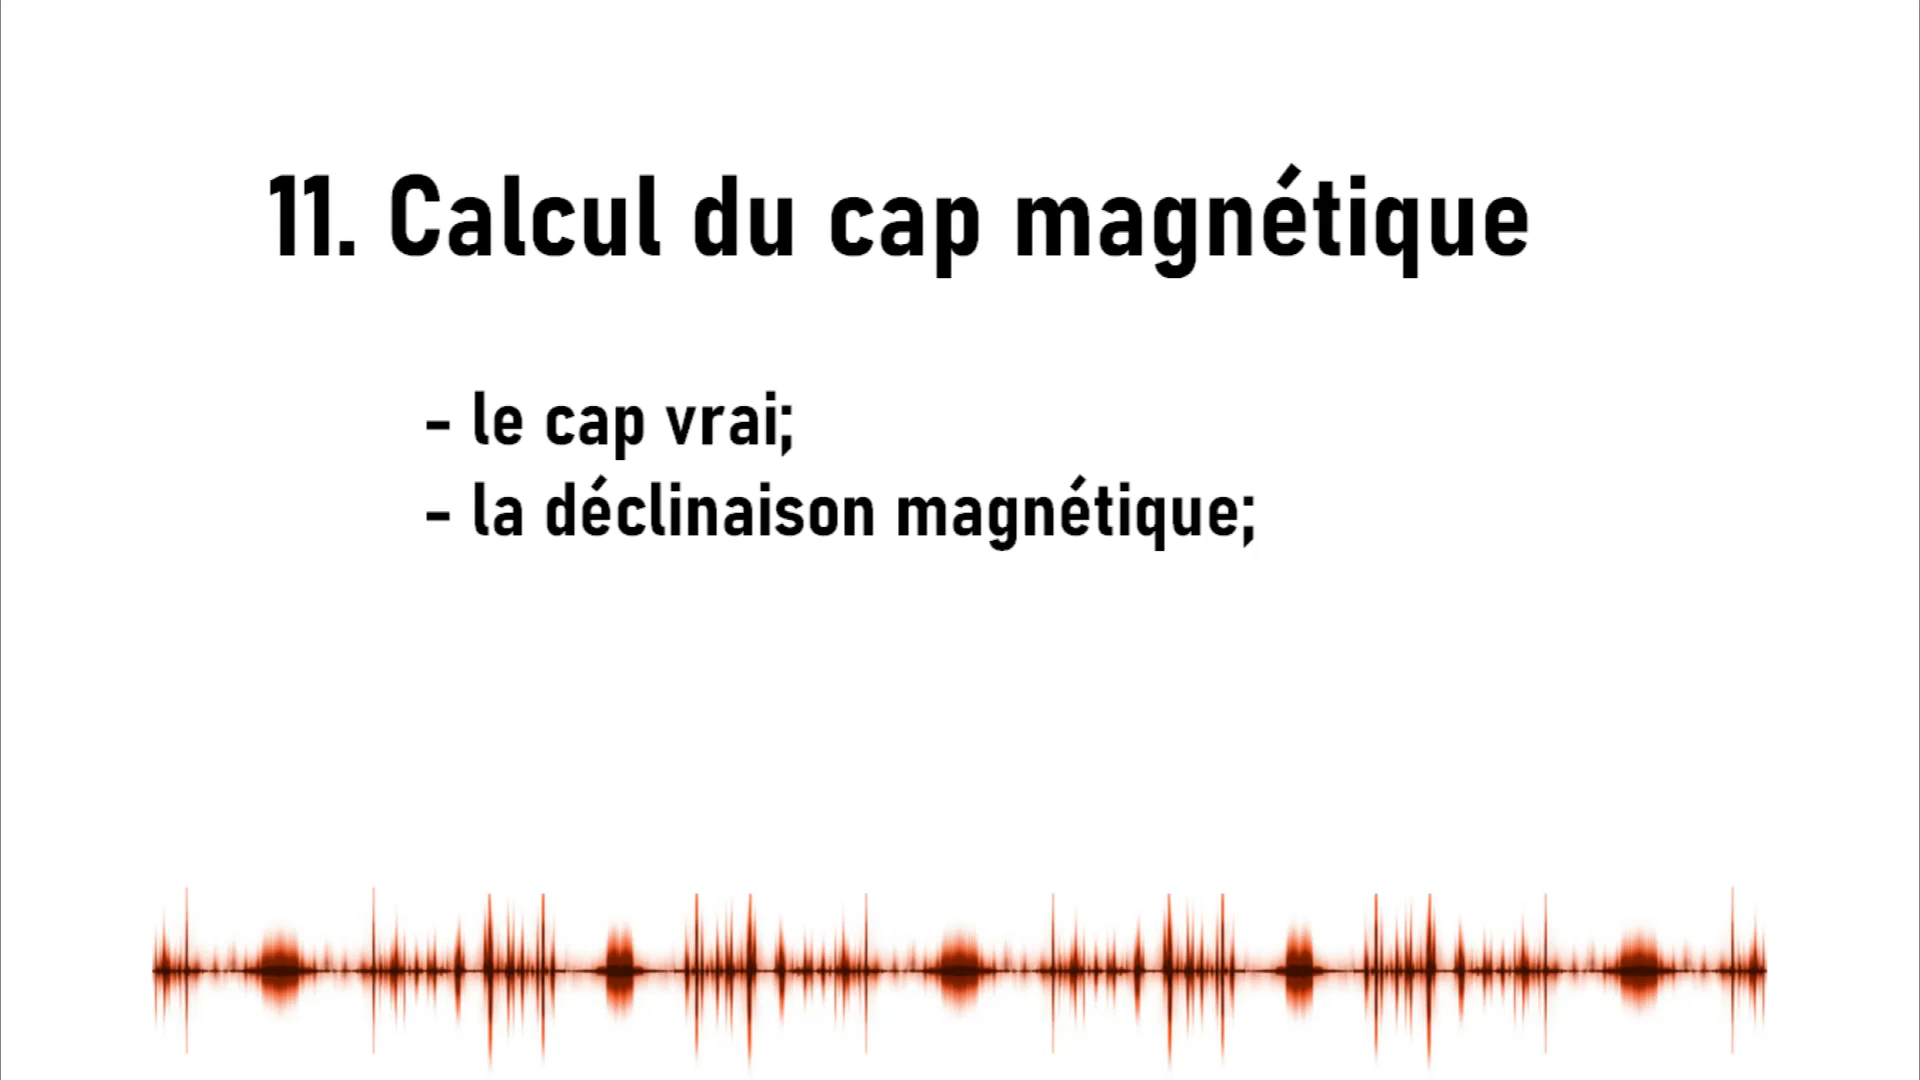 11. Calcul du cap magnétique
- le cap vrai;
- la déclinaison magnétique;